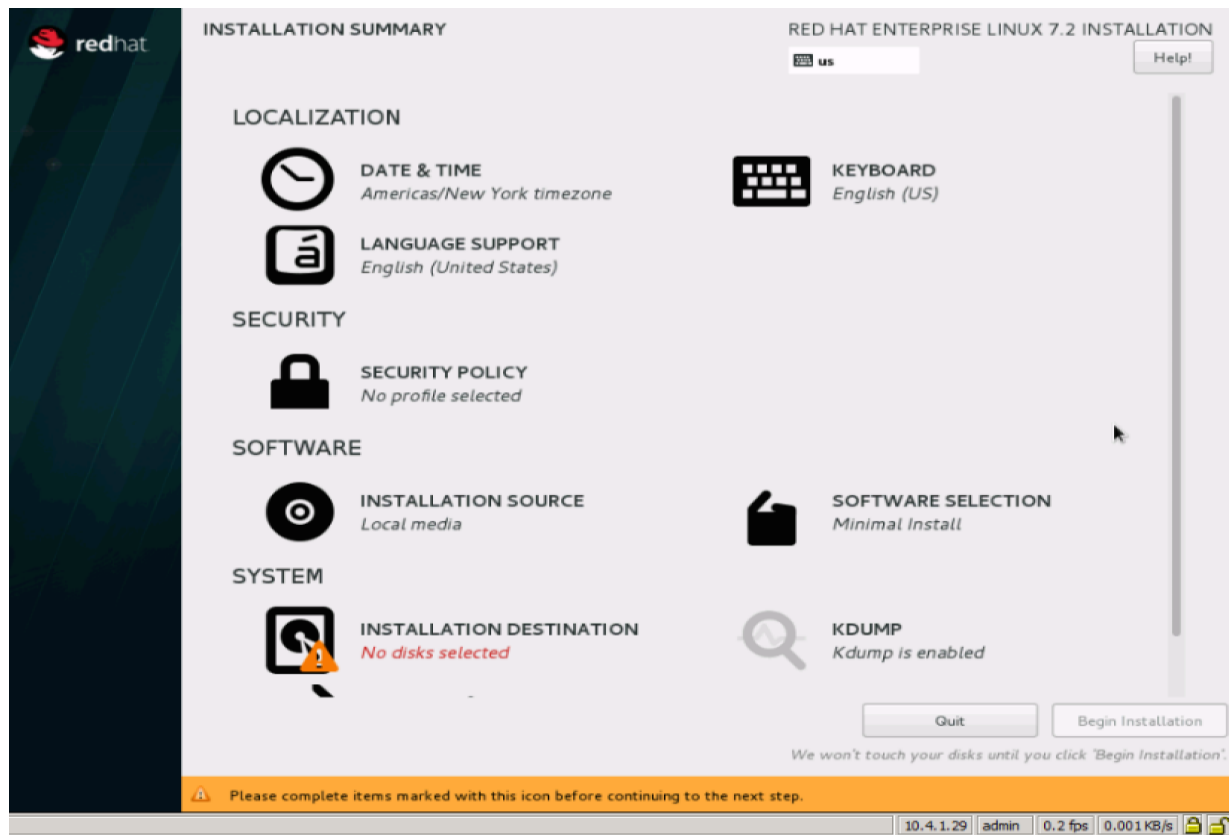 redhat
INSTALLATION SUMMARY
RED HAT ENTERPRISE LINUX 7.2 INSTALLATION
us
Help!
LOCALIZATION
DATE & TIME
Americas/New York timezone
KEYBOARD
English (US)
á
LANGUAGE SUPPORT
English (United States)
SECURITY
SECURITY POLICY
No profile selected
SOFTWARE
INSTALLATION SOURCE
Local media
SOFTWARE SELECTION
Minimal Install
SYSTEM
INSTALLATION DESTINATION
No disks selected
KDUMP
Kdump is enabled
Quit
Begin Installation
We won't touch your disks until you click 'Begin Installation'.
Please complete items marked with this icon before continuing to the next step.
10.4.1.29 admin 0.2 fps 0.001 KB/s